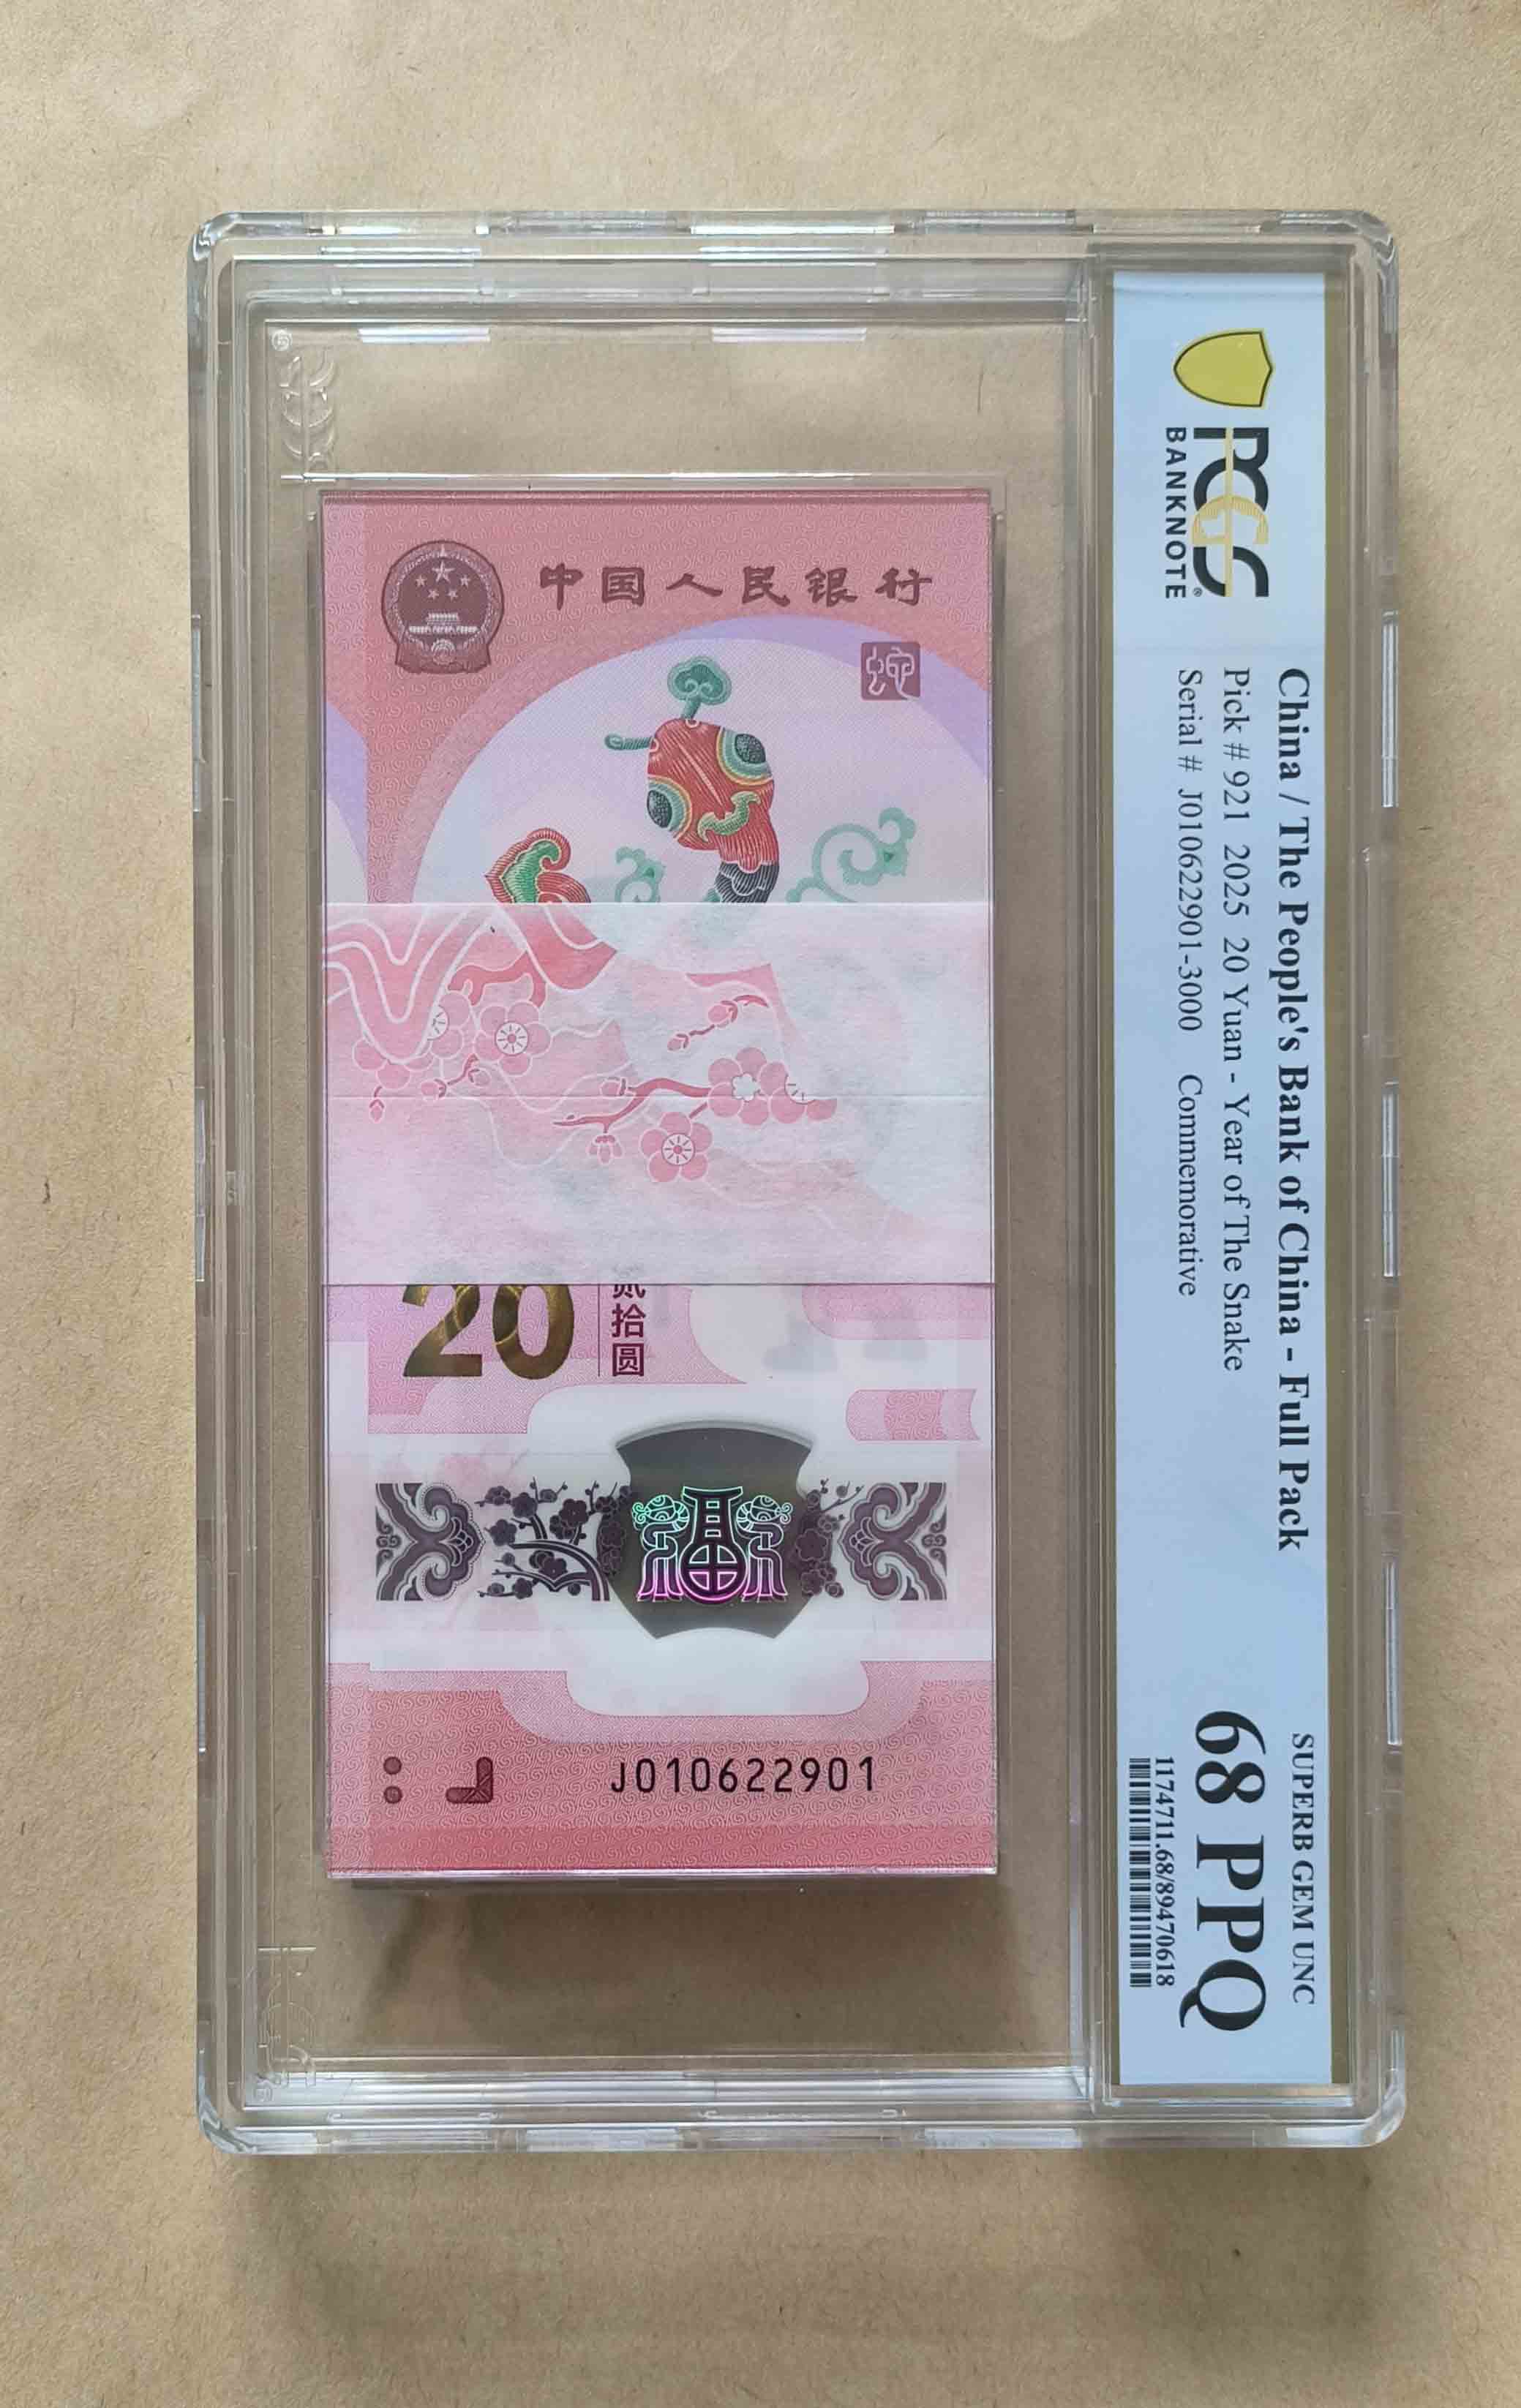 PCGS
BANKNOTE®
China / The People's Bank of China - Full Pack
Pick # 921 2025 20 Yuan - Year of The Snake
Serial # J010622901-3000 Commemorative
SUPERB GEM UNC
68 PPQ
1174711.68/89470618
中国人民银行
蛇
20
贰拾圆
J010622901